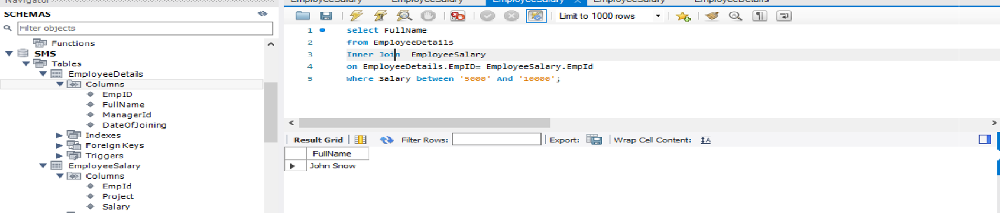 Navigator
SCHEMAS
Filter objects
Functions
SMS
Tables
EmployeeDetails
Columns
EmpID
FullName
ManagerId
DateOfJoining
Indexes
Foreign Keys
Triggers
EmployeeSalary
Columns
EmpId
Project
Salary
EmployeeSalary EmployeeSalary EmployeeSalary EmployeeSalary EmployeeDetails
Limit to 1000 rows
1 select FullName
2 from EmployeeDetails
3 Inner Join EmployeeSalary
4 on EmployeeDetails.EmpID= EmployeeSalary.EmpId
5 Where Salary between '5000' And '10000';
Result Grid Filter Rows: Export: Wrap Cell Content:
FullName
John Snow